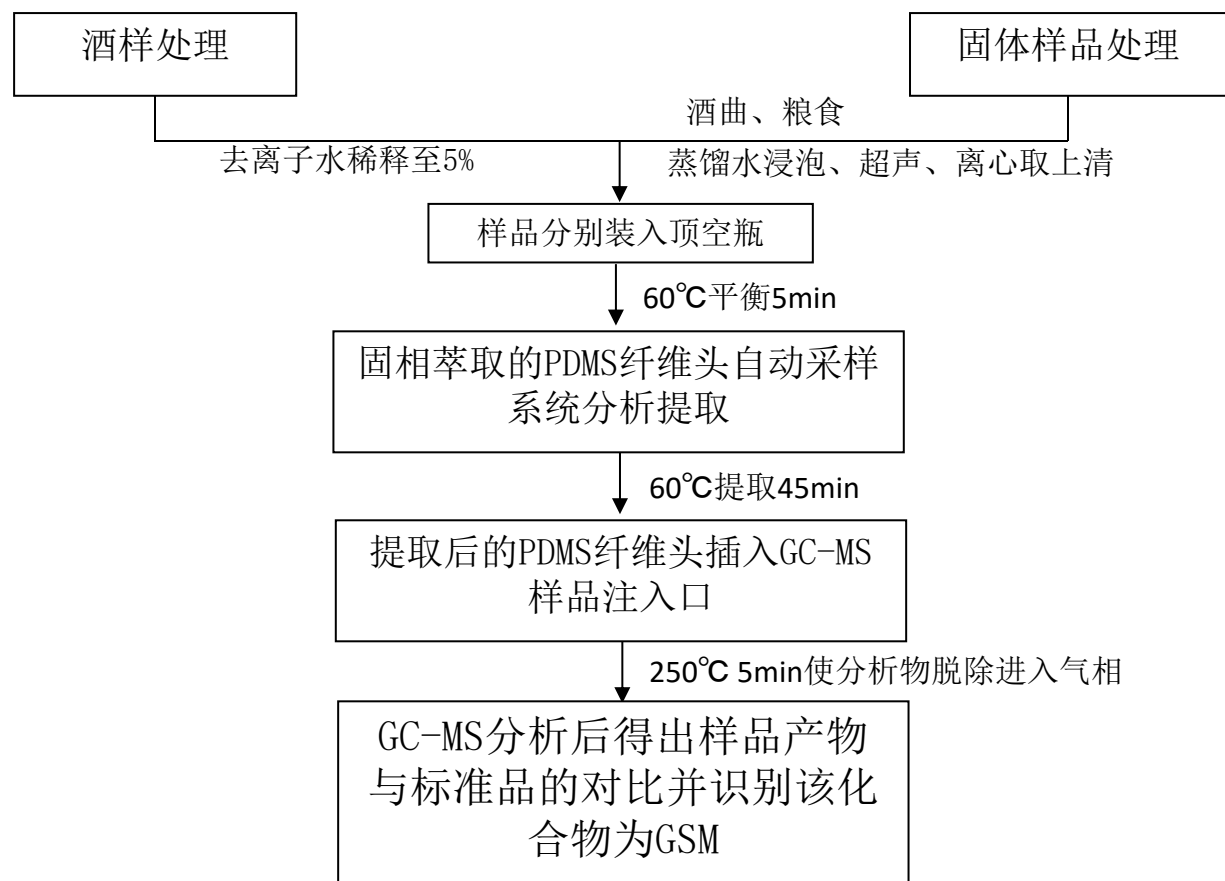 酒样处理
固体样品处理
酒曲、粮食
去离子水稀释至5%
蒸馏水浸泡、超声、离心取上清
样品分别装入顶空瓶
60℃平衡5min
固相萃取的PDMS纤维头自动采样
系统分析提取
60℃提取45min
提取后的PDMS纤维头插入GC-MS
样品注入口
250℃ 5min使分析物脱除进入气相
GC-MS分析后得出样品产物
与标准品的对比并识别该化
合物为GSM